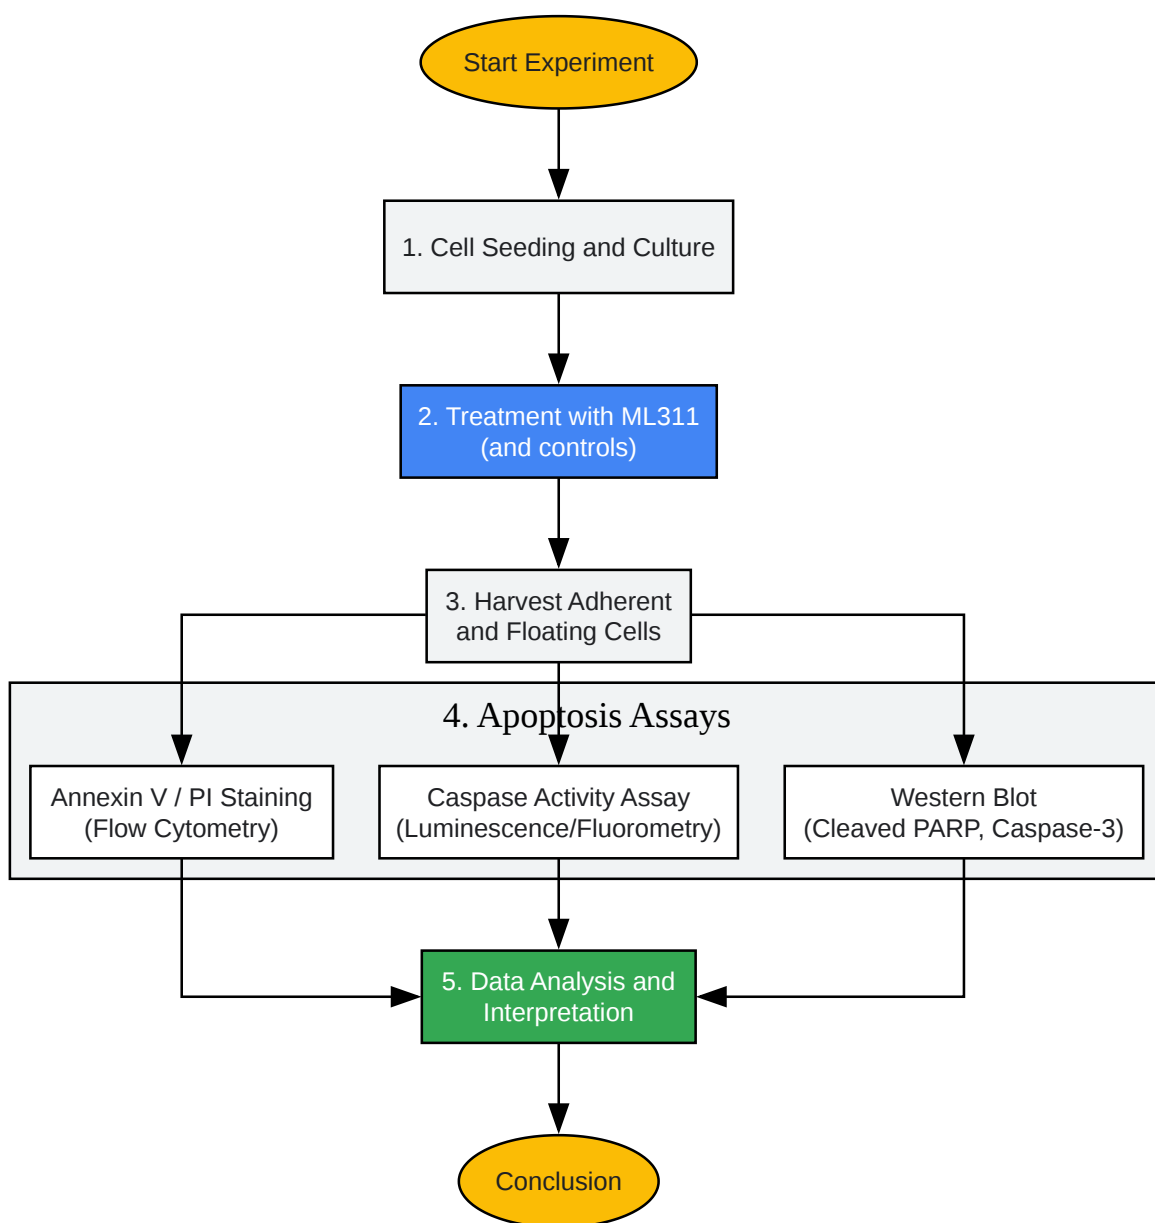 Start Experiment
1. Cell Seeding and Culture
2. Treatment with ML311
(and controls)
3. Harvest Adherent
and Floating Cells
4. Apoptosis Assays
Annexin V / PI Staining
(Flow Cytometry)
Caspase Activity Assay
(Luminescence/Fluorometry)
Western Blot
(Cleaved PARP, Caspase-3)
5. Data Analysis and
Interpretation
Conclusion